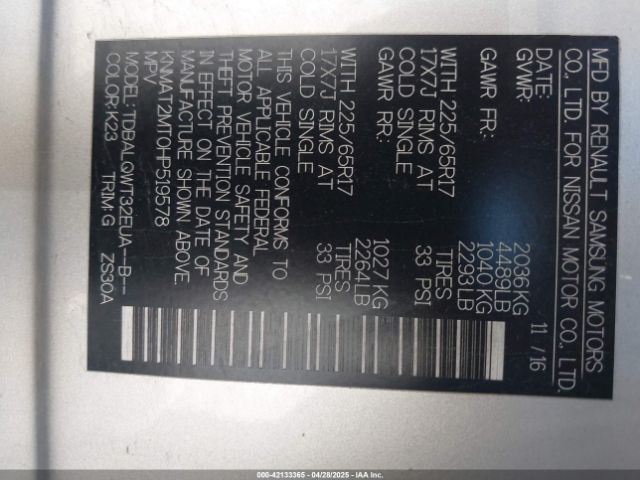 MFD BY RENAULT SAMSUNG MOTORS
CO., LTD. FOR NISSAN MOTOR CO., LTD.
DATE: 11 / 16
GVWR: 2036 KG
4489LB
GAWR FR: 1040 KG
2293 LB
WITH 225/65R17 TIRES
17X7J RIMS AT 33 PSI
COLD SINGLE
GAWR RR: 1027 KG
2264 LB
WITH 225/65R17 TIRES
17X7J RIMS AT 33 PSI
COLD SINGLE
THIS VEHICLE CONFORMS TO
ALL APPLICABLE FEDERAL
MOTOR VEHICLE SAFETY AND
THEFT PREVENTION STANDARDS
IN EFFECT ON THE DATE OF
MANUFACTURE SHOWN ABOVE.
KNMAT2MT0HP519578
MPV
MODEL: TDBALQWT32EUA--B--
COLOR: K23 TRIM:G ZS30A
000-42133365 04/28/2025 - IAAI.com